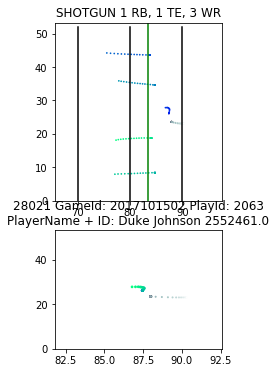 SHOTGUN 1 RB, 1 TE, 3 WR
50
40
30
20
10
0
70 80 90
28021 GameId: 2017101502 PlayId: 2063
PlayerName + ID: Duke Johnson 2552461.0
40
20
0
82.5 85.0 87.5 90.0 92.5